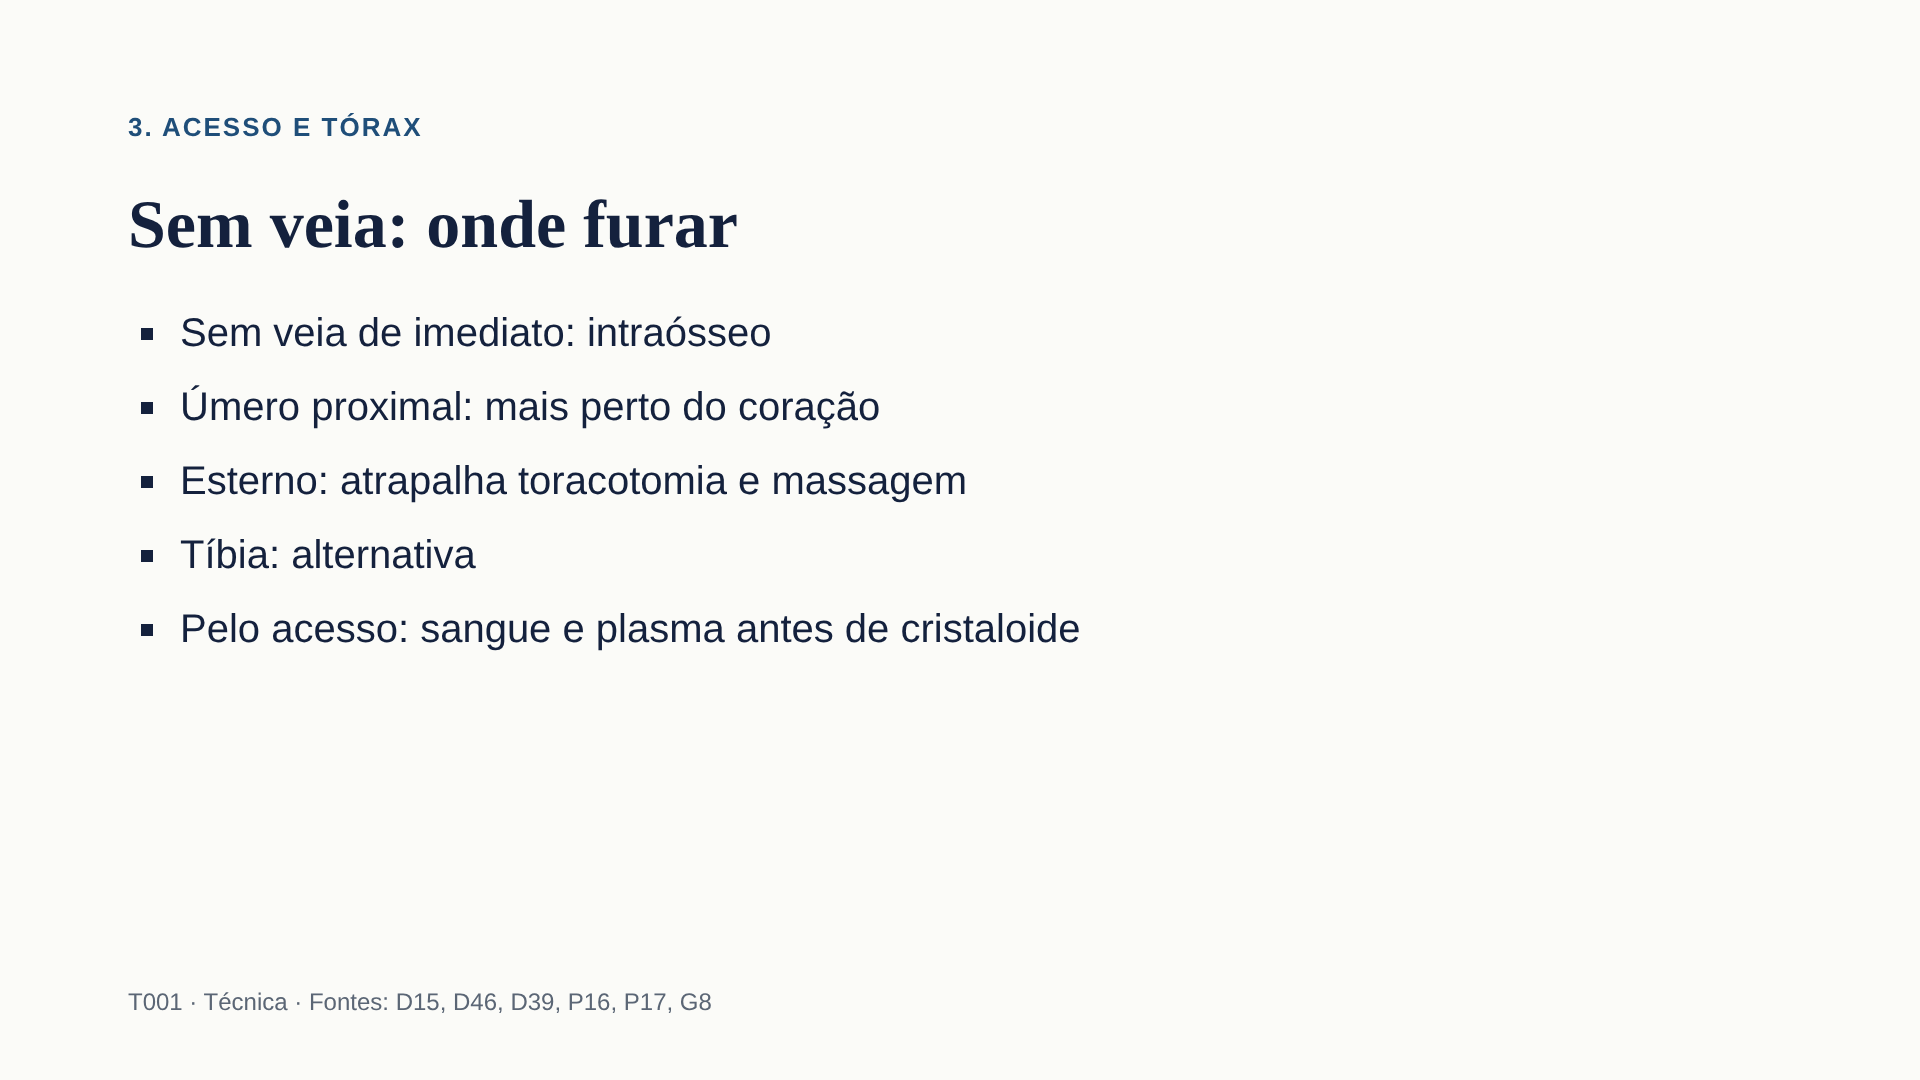 3. ACESSO E TÓRAX
Sem veia: onde furar
▪ Sem veia de imediato: intraósseo
▪ Úmero proximal: mais perto do coração
▪ Esterno: atrapalha toracotomia e massagem
▪ Tíbia: alternativa
▪ Pelo acesso: sangue e plasma antes de cristaloide
T001 · Técnica · Fontes: D15, D46, D39, P16, P17, G8